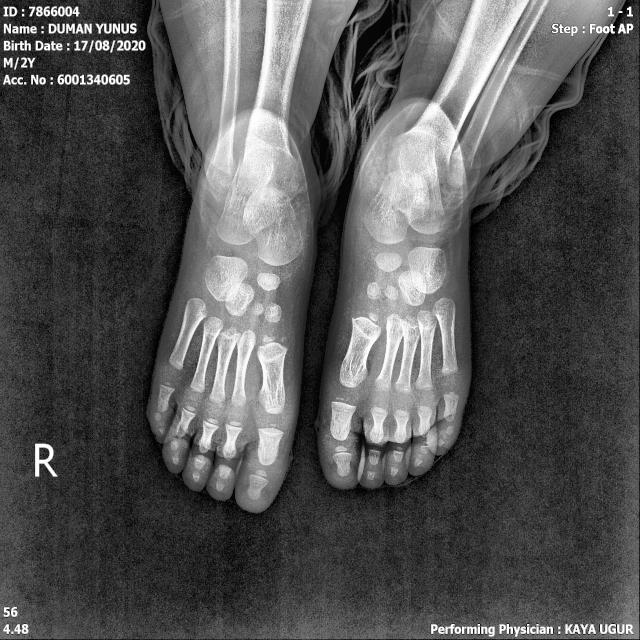 ID : 7866004
Name : DUMAN YUNUS
Birth Date : 17/08/2020
M/2Y
Acc. No : 6001340605
1 - 1
Step : Foot AP
R
56
4.48
Performing Physician : KAYA UGUR